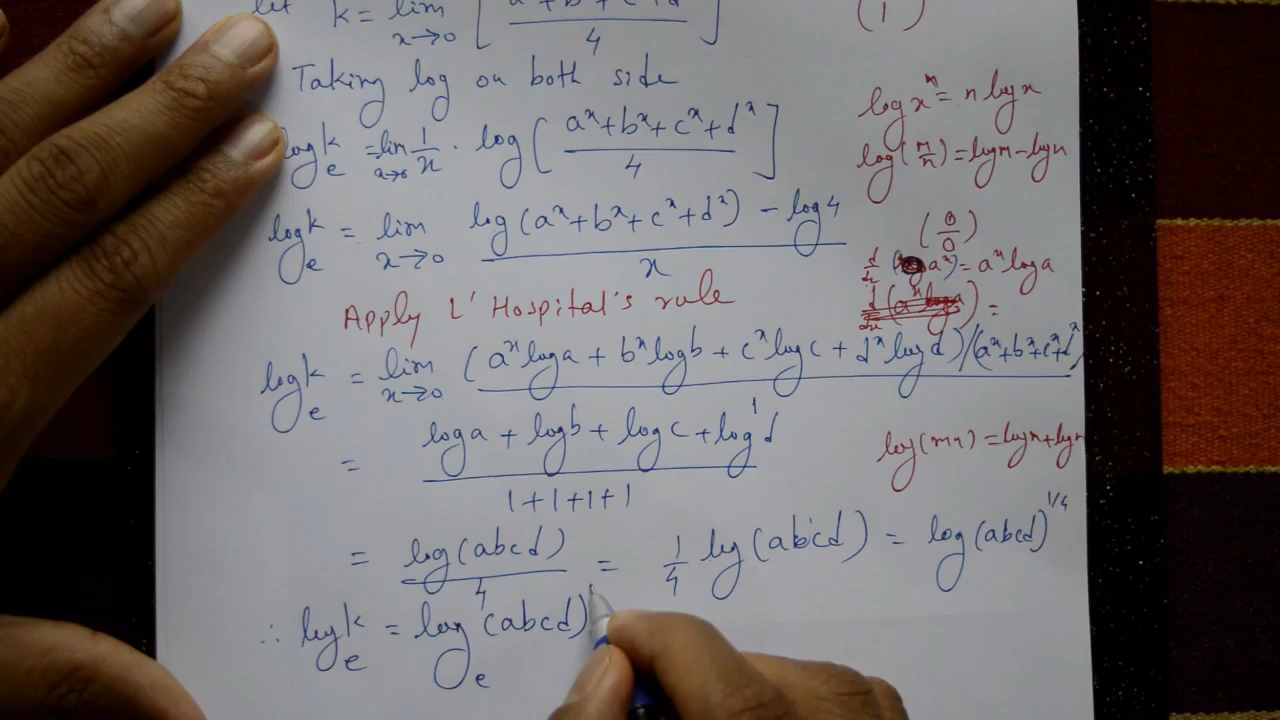 let k = lim x→0 [ a + b + c + d / 4 ] (1
Taking log on both side
log x^n = n log x
log_e k = lim x→0 1/x · log [ a^x + b^x + c^x + d^x / 4 ]
log(m/n) = log m - log n
log_e k = lim x→0 log(a^x + b^x + c^x + d^x) - log 4 / x
(0/0)
d/dx (a^x) = a^x log a
Apply L' Hospital's rule
log_e k = lim x→0 (a^x log a + b^x log b + c^x log c + d^x log d)/(a^x + b^x + c^x + d^x / 1
= log a + log b + log c + log d / 1+1+1+1
log(mn) = log m + log n
= log(abcd) / 4 = 1/4 log(abcd) = log(abcd)^1/4
∴ log_e k = log_e (abcd)